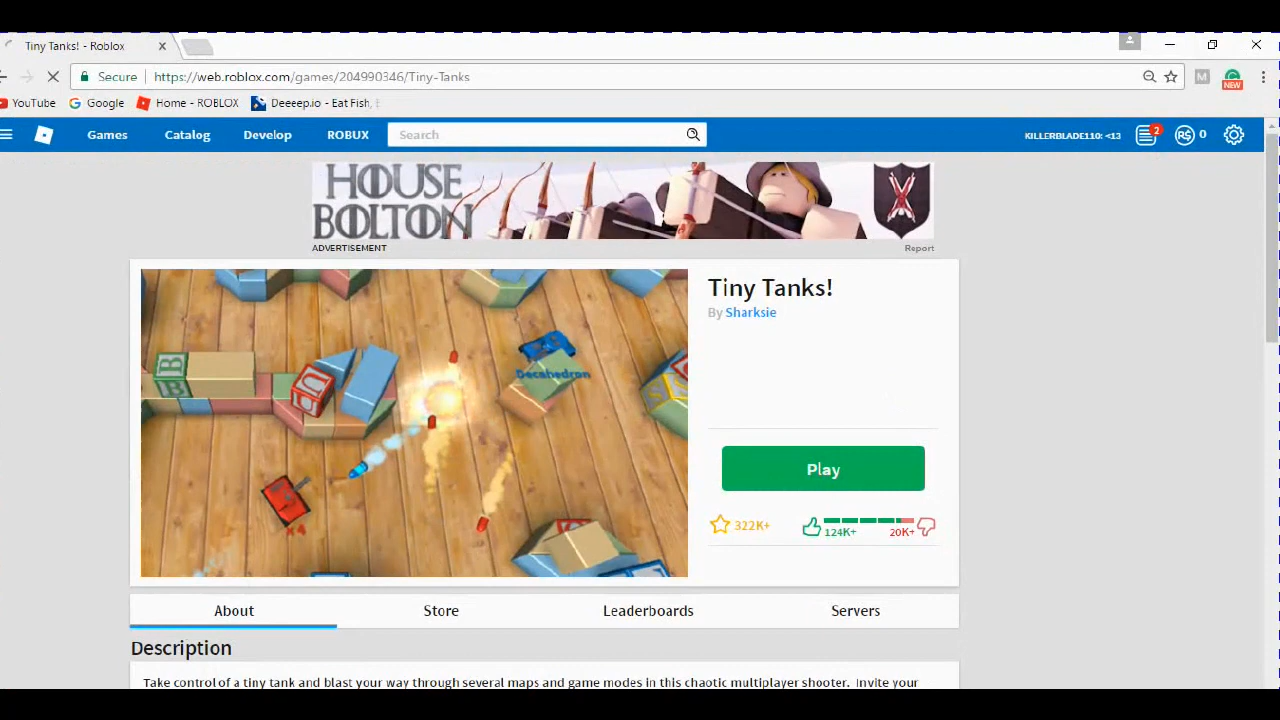 Tiny Tanks! - Roblox
Secure
https://web.roblox.com/games/204990346/Tiny-Tanks
M
NEW
YouTube
Google
Home - ROBLOX
Deeeep.io - Eat Fish,
Games
Catalog
Develop
ROBUX
Search
KILLERBLADE110: <13
2
R$
0
HOUSE
BOLTON
ADVERTISEMENT
Report
B
B
Decahedron
x4
Tiny Tanks!
By Sharksie
Play
322K+
124K+
20K+
About
Store
Leaderboards
Servers
Description
Take control of a tiny tank and blast your way through several maps and game modes in this chaotic multiplayer shooter. Invite your